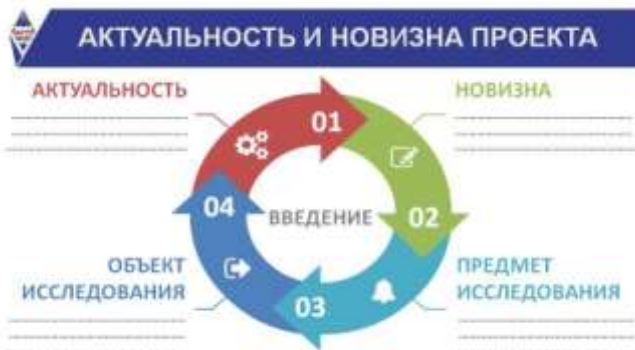 АКТУАЛЬНОСТЬ И НОВИЗНА ПРОЕКТА
АКТУАЛЬНОСТЬ
НОВИЗНА
01
02
03
04
ВВЕДЕНИЕ
ОБЪЕКТ
ИССЛЕДОВАНИЯ
ПРЕДМЕТ
ИССЛЕДОВАНИЯ